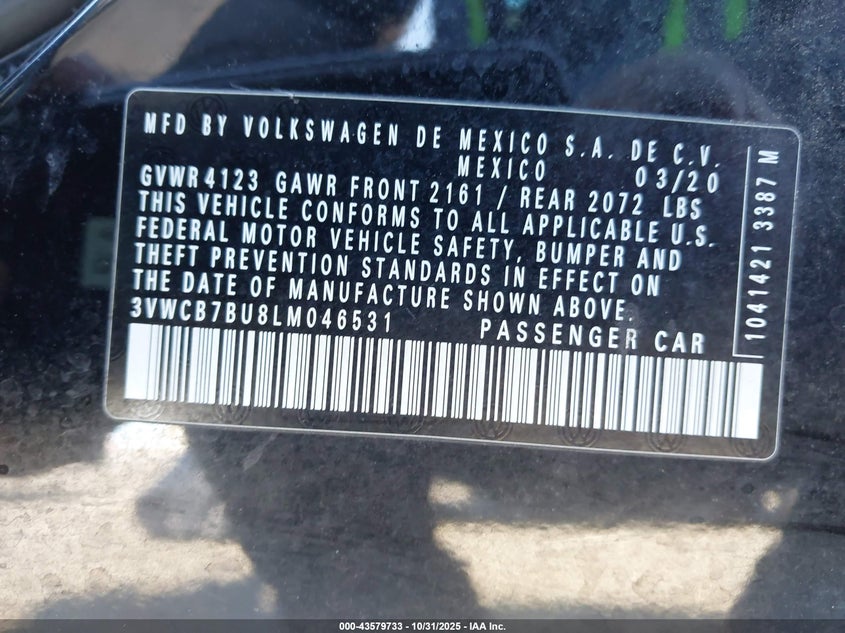 MFD BY VOLKSWAGEN DE MEXICO S.A. DE C.V.
MEXICO 03/20
GVWR 4123 GAWR FRONT 2161 / REAR 2072 LBS
THIS VEHICLE CONFORMS TO ALL APPLICABLE U.S.
FEDERAL MOTOR VEHICLE SAFETY, BUMPER AND
THEFT PREVENTION STANDARDS IN EFFECT ON
THE DATE OF MANUFACTURE SHOWN ABOVE.
3VWCB7BU8LM046531 PASSENGER CAR
1041421 3387 M
000-43579733 - 10/31/2025 - IAA Inc.